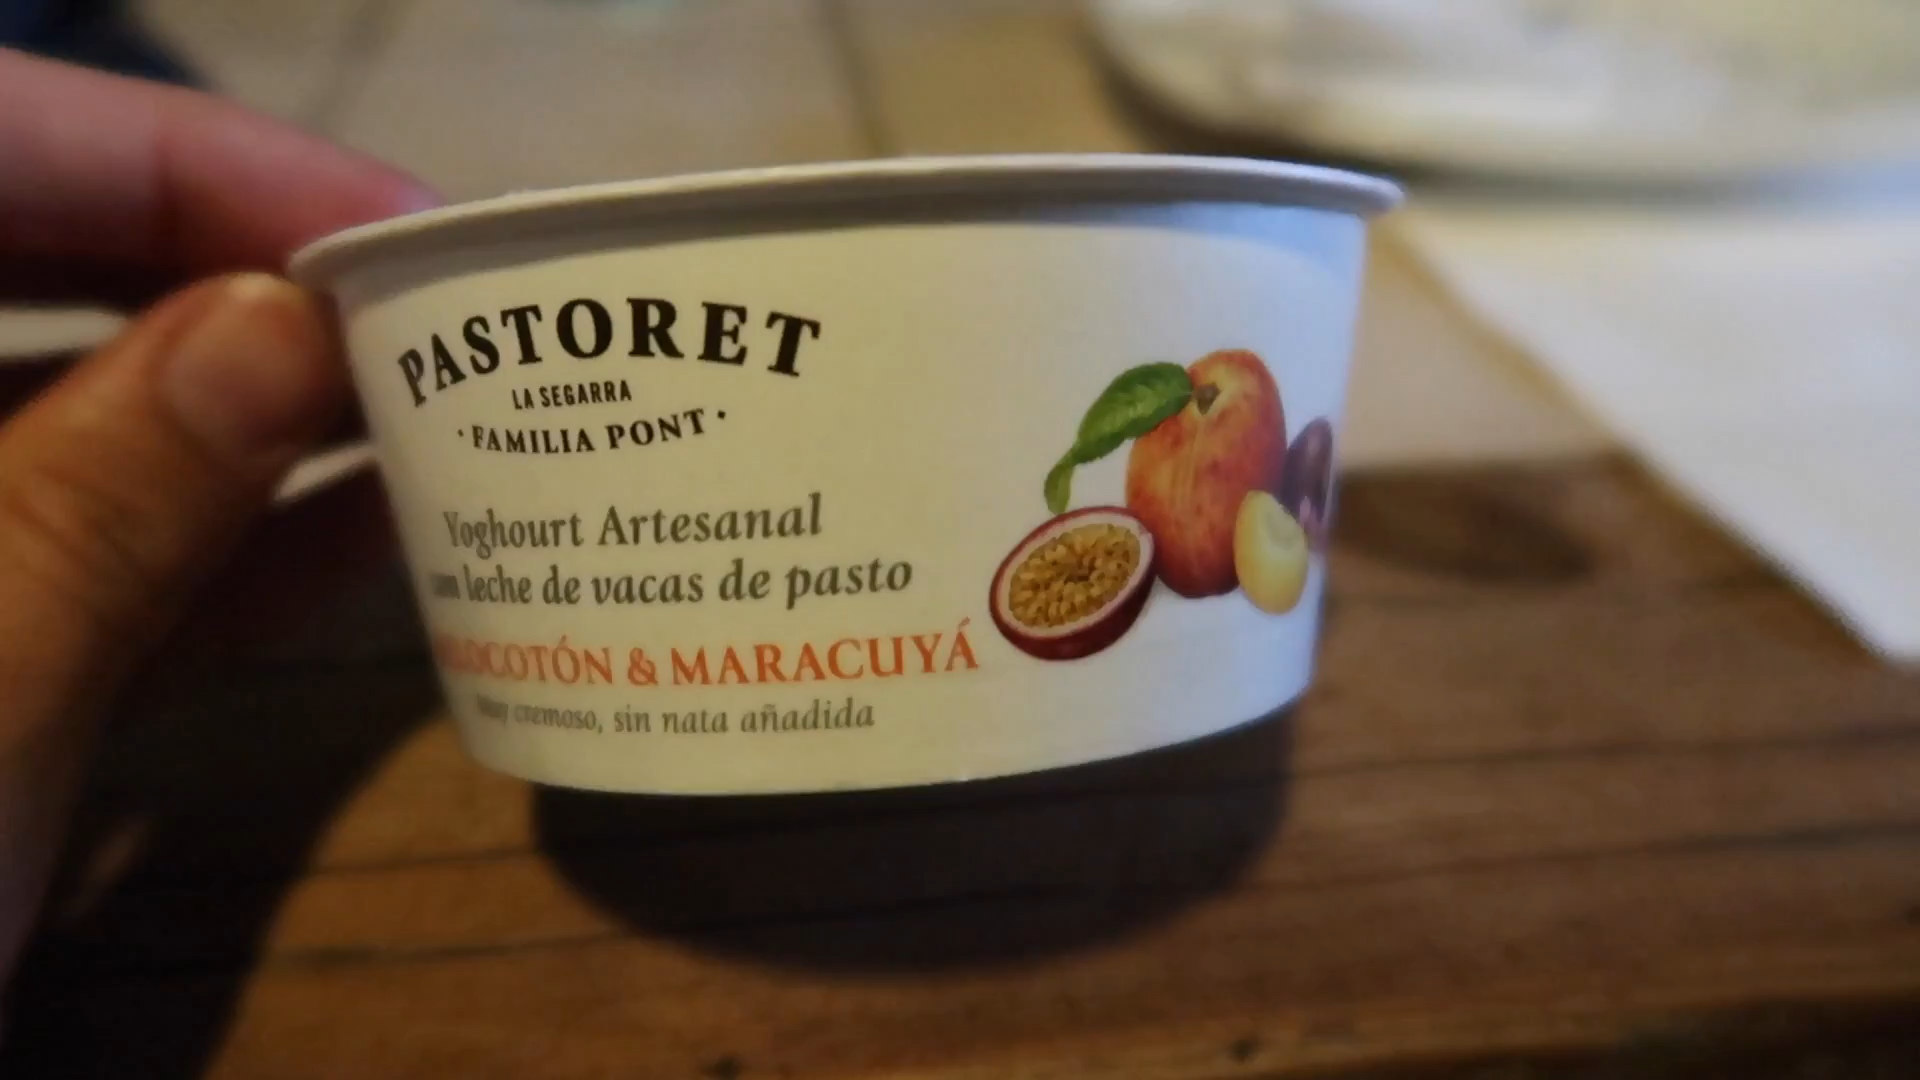 PASTORET
LA SEGARRA
· FAMILIA PONT ·
Yoghourt Artesanal
leche de vacas de pasto
& MARACUYÁ
cremoso, sin nata añadida